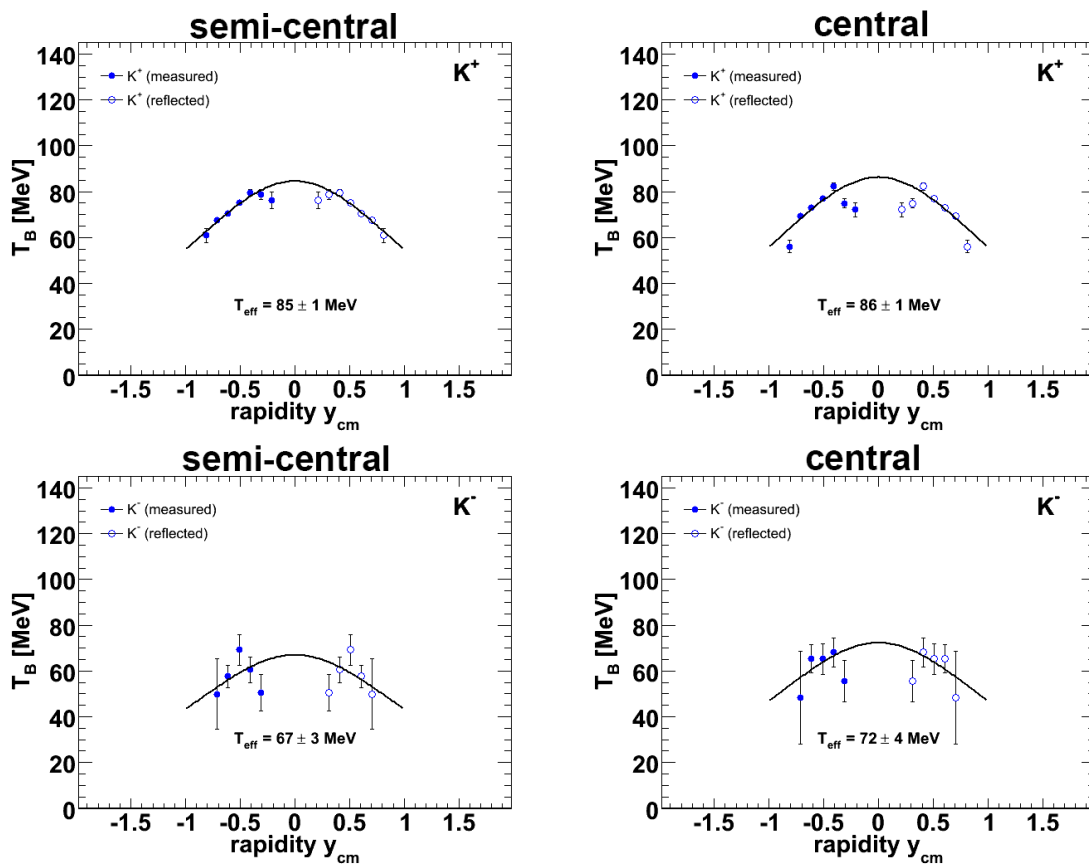 semi-central
central
140
120
100
80
60
40
20
0
T_B [MeV]
K⁺ (measured)
K⁺ (reflected)
K⁺
T_eff = 85 ± 1 MeV
-1.5 -1 -0.5 0 0.5 1 1.5
rapidity y_cm
140
120
100
80
60
40
20
0
T_B [MeV]
K⁺ (measured)
K⁺ (reflected)
K⁺
T_eff = 86 ± 1 MeV
-1.5 -1 -0.5 0 0.5 1 1.5
rapidity y_cm
semi-central
central
140
120
100
80
60
40
20
0
T_B [MeV]
K⁻ (measured)
K⁻ (reflected)
K⁻
T_eff = 67 ± 3 MeV
-1.5 -1 -0.5 0 0.5 1 1.5
rapidity y_cm
140
120
100
80
60
40
20
0
T_B [MeV]
K⁻ (measured)
K⁻ (reflected)
K⁻
T_eff = 72 ± 4 MeV
-1.5 -1 -0.5 0 0.5 1 1.5
rapidity y_cm